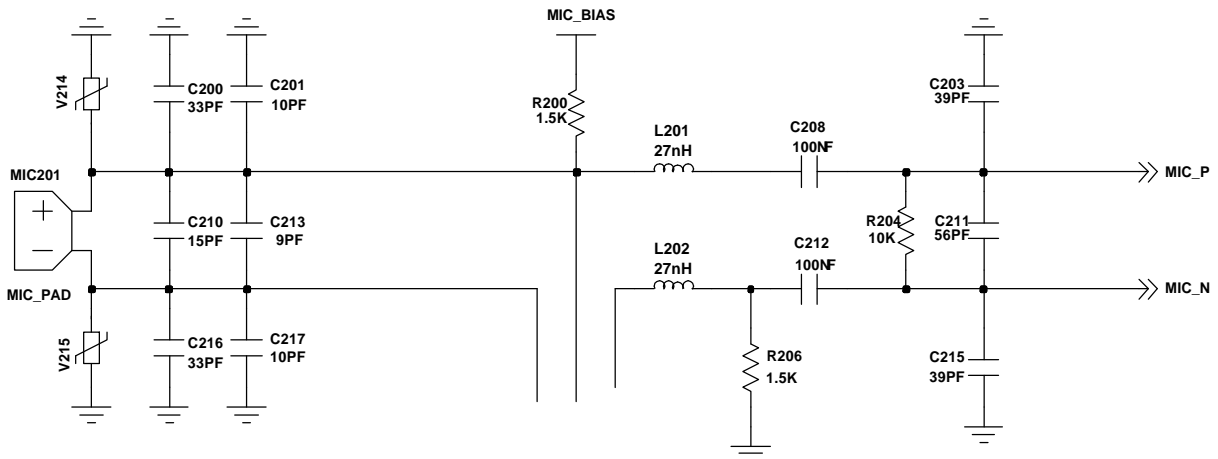 MIC_BIAS
V214
C200
33PF
C201
10PF
R200
1.5K
C203
39PF
L201
27nH
C208
100NF
MIC201
MIC_P
C210
15PF
C213
9PF
R204
10K
C211
56PF
L202
27nH
C212
100NF
MIC_PAD
MIC_N
V215
C216
33PF
C217
10PF
R206
1.5K
C215
39PF